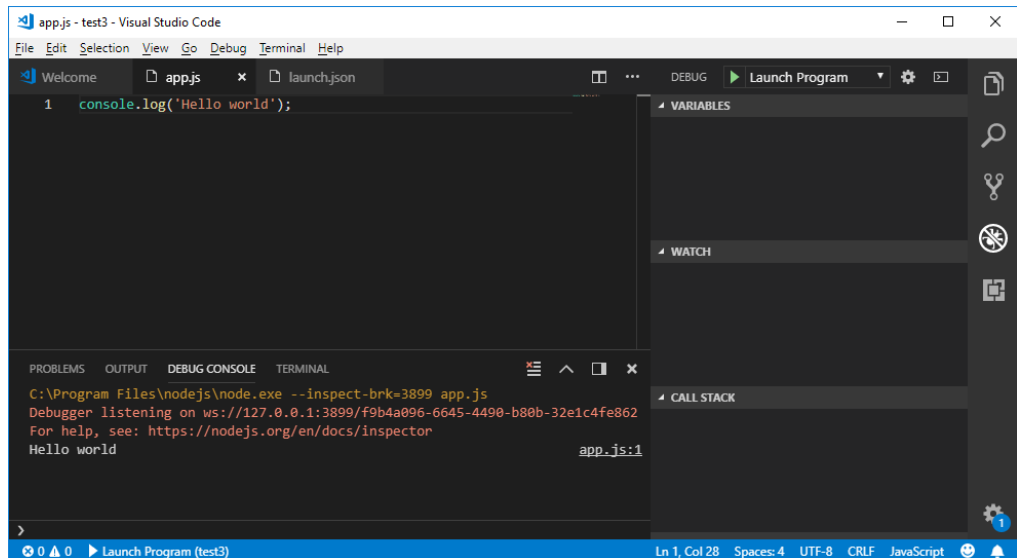 app.js - test3 - Visual Studio Code
File Edit Selection View Go Debug Terminal Help
Welcome app.js launch.json DEBUG Launch Program
1 console.log('Hello world');
VARIABLES
WATCH
PROBLEMS OUTPUT DEBUG CONSOLE TERMINAL
C:\Program Files\nodejs\node.exe --inspect-brk=3899 app.js
Debugger listening on ws://127.0.0.1:3899/f9b4a096-6645-4490-b80b-32e1c4fe862
For help, see: https://nodejs.org/en/docs/inspector
Hello world app.js:1
CALL STACK
1
0 0 Launch Program (test3) Ln 1, Col 28 Spaces: 4 UTF-8 CRLF JavaScript